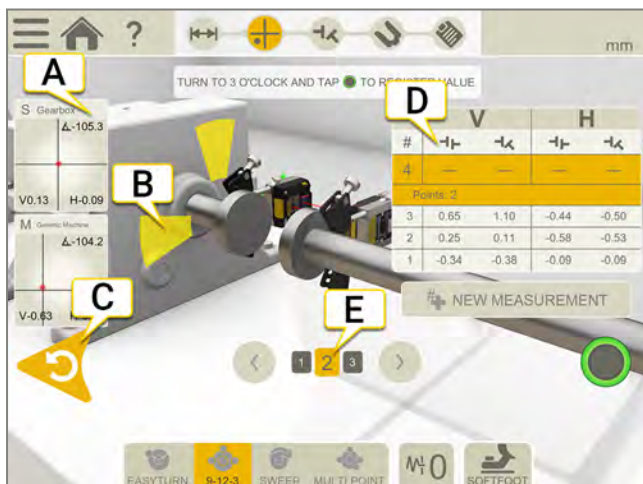 ?
mm
TURN TO 3 O'CLOCK AND TAP TO REGISTER VALUE
A
S Gearbox
∡-105.3
V0.13 H-0.09
B
M Generic Machine
∡-104.2
V-0.63
C
D
V H
#
4 — — — —
Points: 2
3 0.65 1.10 -0.44 -0.50
2 0.25 0.11 -0.58 -0.53
1 -0.34 -0.38 -0.09 -0.09
NEW MEASUREMENT
E
1 2 3
EASYTURN 9-12-3 SWEEP MULTI POINT 0 SOFTFOOT